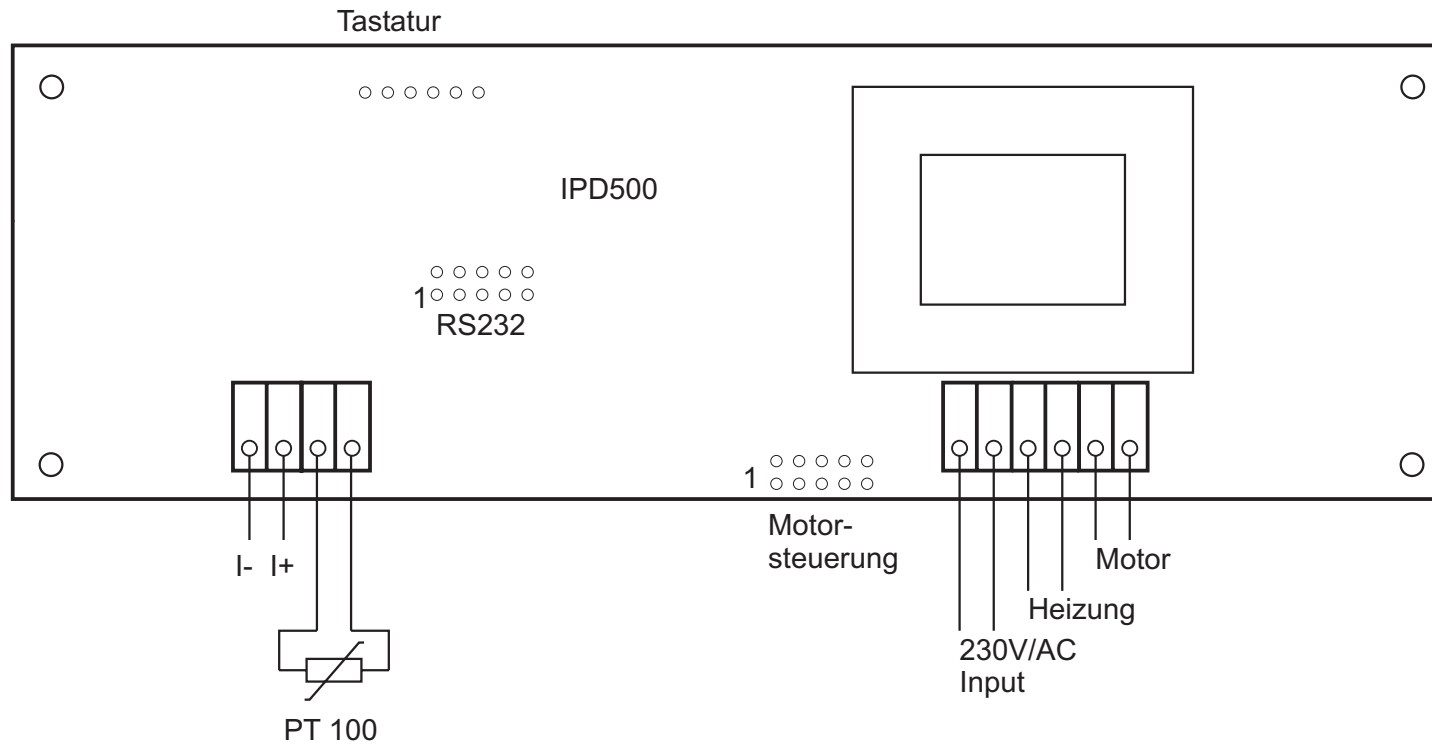 Tastatur
IPD500
1
RS232
I- I+
PT 100
1
Motor-
steuerung
Motor
Heizung
230V/AC
Input